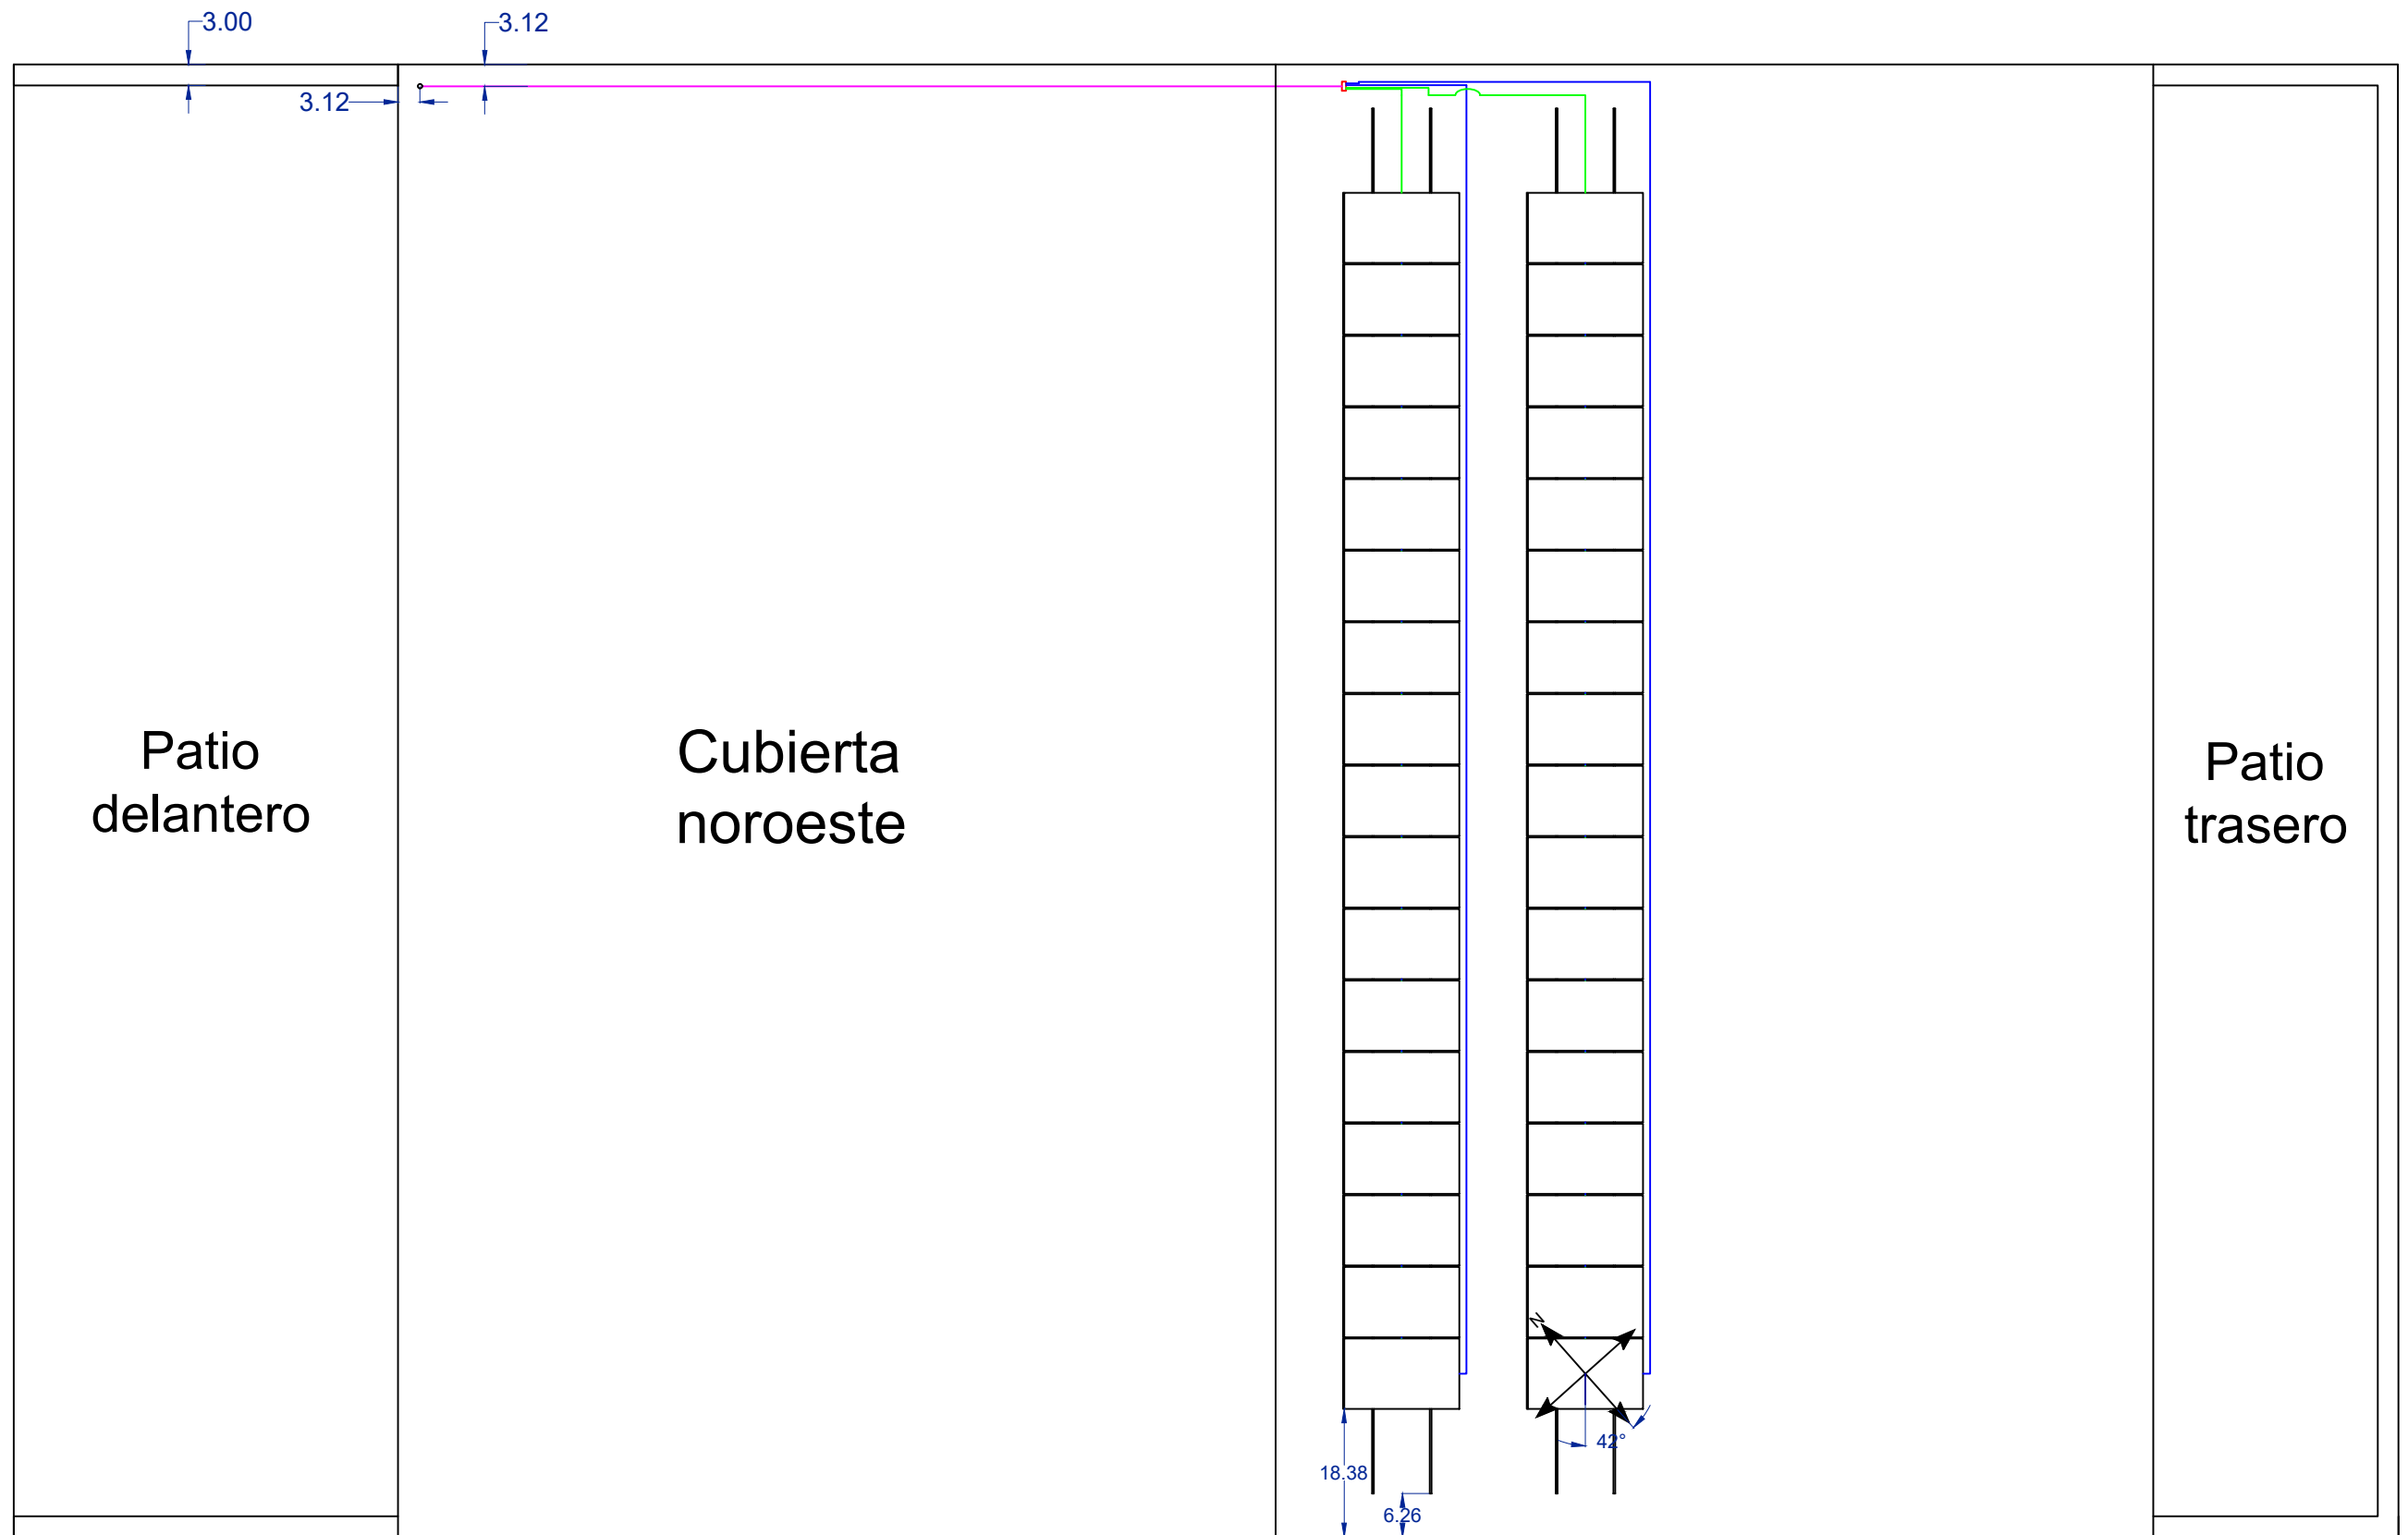 3.00
3.12
3.12
Patio
delantero
Cubierta
noroeste
Patio
trasero
N
42°
18.38
6.26